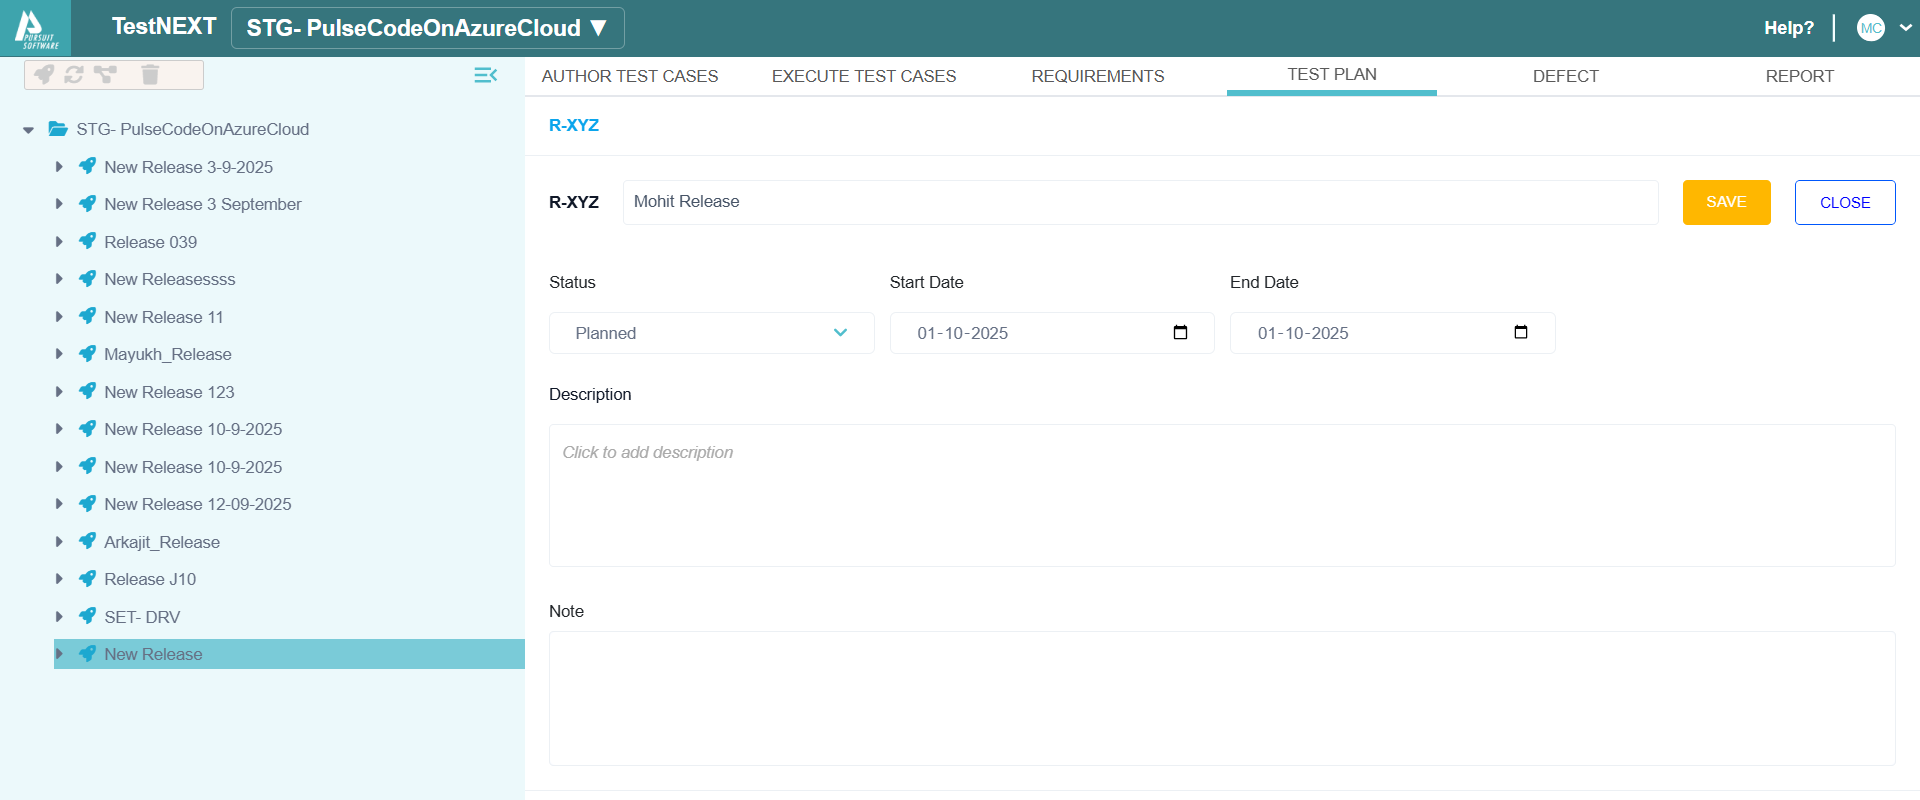 PURSUIT
SOFTWARE
TestNEXT
STG- PulseCodeOnAzureCloud ▼
Help?
MC
AUTHOR TEST CASES
EXECUTE TEST CASES
REQUIREMENTS
TEST PLAN
DEFECT
REPORT
STG- PulseCodeOnAzureCloud
New Release 3-9-2025
New Release 3 September
Release 039
New Releasessss
New Release 11
Mayukh_Release
New Release 123
New Release 10-9-2025
New Release 10-9-2025
New Release 12-09-2025
Arkajit_Release
Release J10
SET- DRV
New Release
R-XYZ
R-XYZ
Mohit Release
SAVE
CLOSE
Status
Start Date
End Date
Planned
01-10-2025
01-10-2025
Description
Click to add description
Note